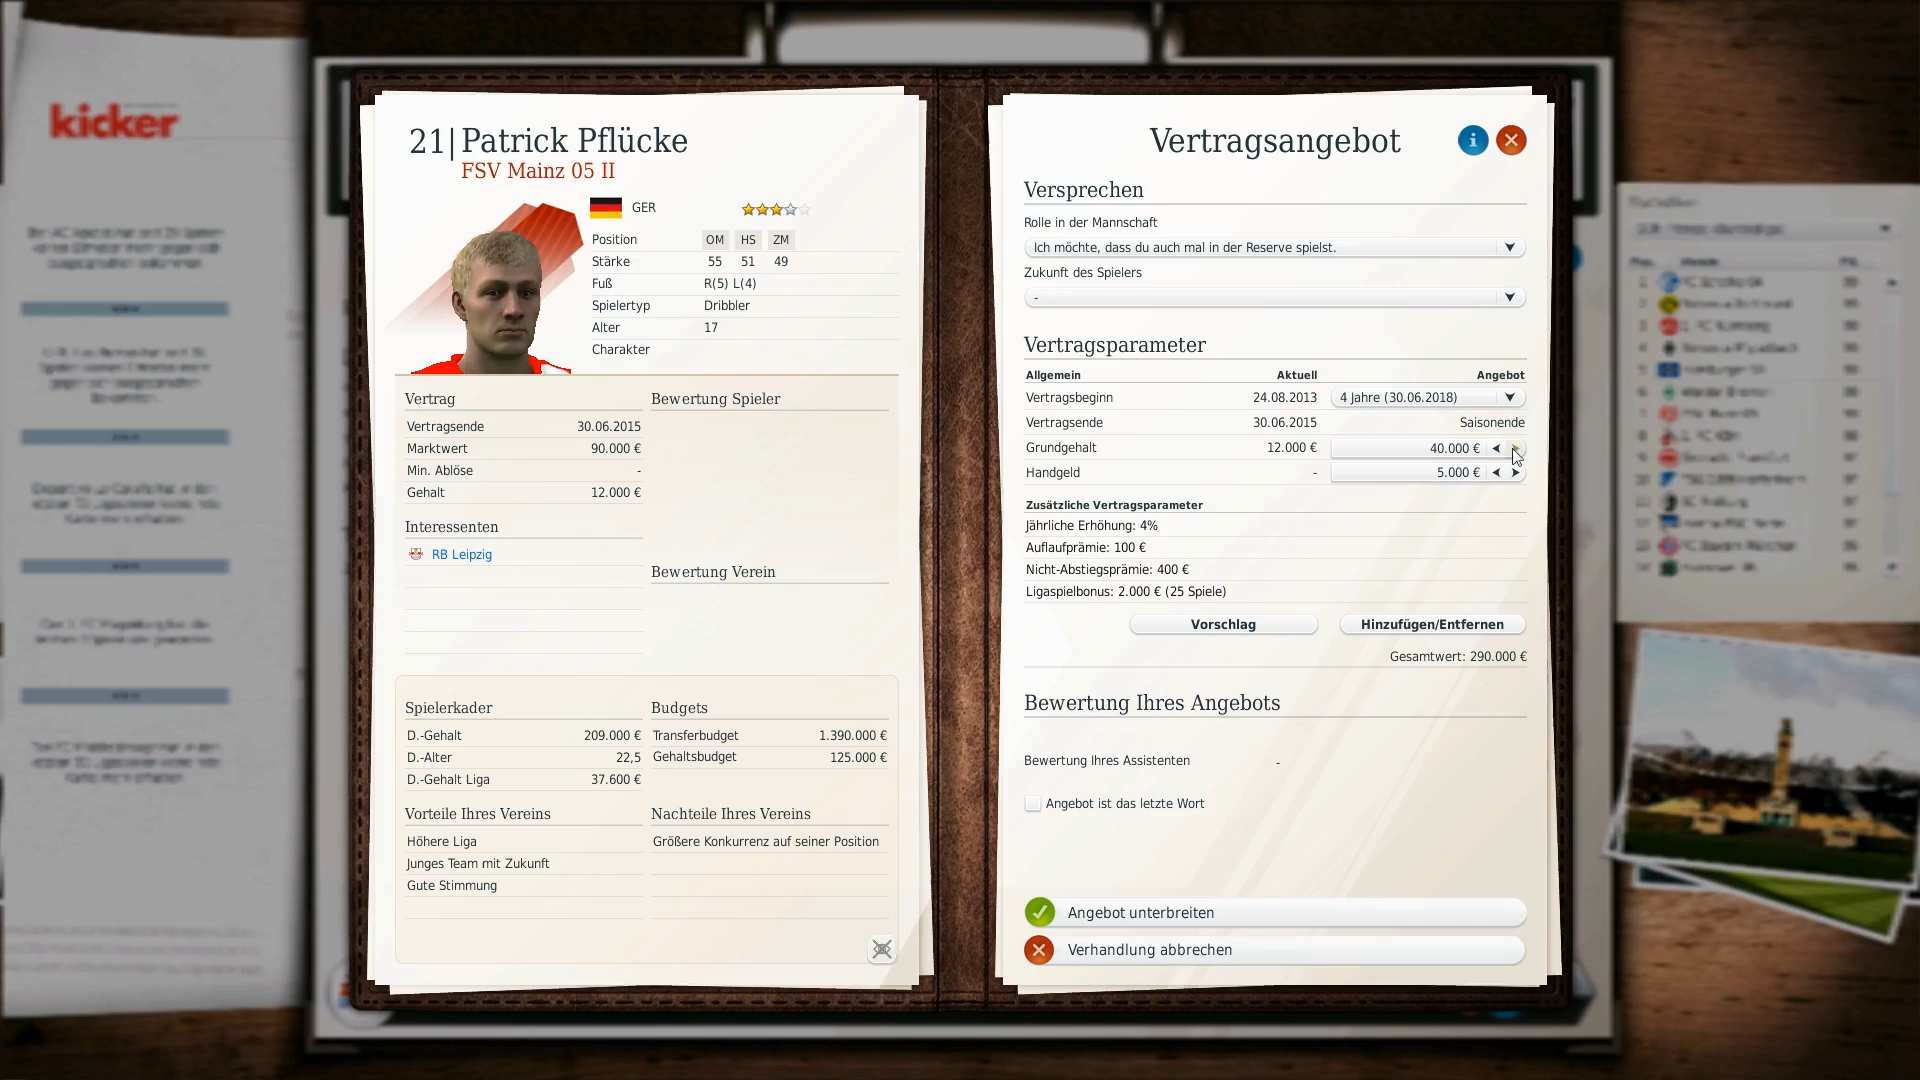 kicker
21| Patrick Pflücke
FSV Mainz 05 II
GER
Position OM HS ZM
Stärke 55 51 49
Fuß R(5) L(4)
Spielertyp Dribbler
Alter 17
Charakter
Vertrag
Vertragsende 30.06.2015
Marktwert 90.000 €
Min. Ablöse -
Gehalt 12.000 €
Interessenten
RB Leipzig
Bewertung Spieler
Bewertung Verein
Spielerkader
D.-Gehalt 209.000 €
D.-Alter 22,5
D.-Gehalt Liga 37.600 €
Budgets
Transferbudget 1.390.000 €
Gehaltsbudget 125.000 €
Vorteile Ihres Vereins
Höhere Liga
Junges Team mit Zukunft
Gute Stimmung
Nachteile Ihres Vereins
Größere Konkurrenz auf seiner Position
Vertragsangebot
Versprechen
Rolle in der Mannschaft
Ich möchte, dass du auch mal in der Reserve spielst.
Zukunft des Spielers
-
Vertragsparameter
Allgemein Aktuell Angebot
Vertragsbeginn 24.08.2013 4 Jahre (30.06.2018)
Vertragsende 30.06.2015 Saisonende
Grundgehalt 12.000 € 40.000 €
Handgeld - 5.000 €
Zusätzliche Vertragsparameter
Jährliche Erhöhung: 4%
Auflaufprämie: 100 €
Nicht-Abstiegsprämie: 400 €
Ligaspielbonus: 2.000 € (25 Spiele)
Vorschlag Hinzufügen/Entfernen
Gesamtwert: 290.000 €
Bewertung Ihres Angebots
Bewertung Ihres Assistenten -
Angebot ist das letzte Wort
Angebot unterbreiten
Verhandlung abbrechen